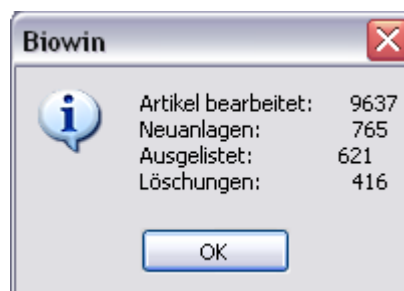 Biowin
Artikel bearbeitet: 9637
Neuanlagen: 765
Ausgelistet: 621
Löschungen: 416
OK